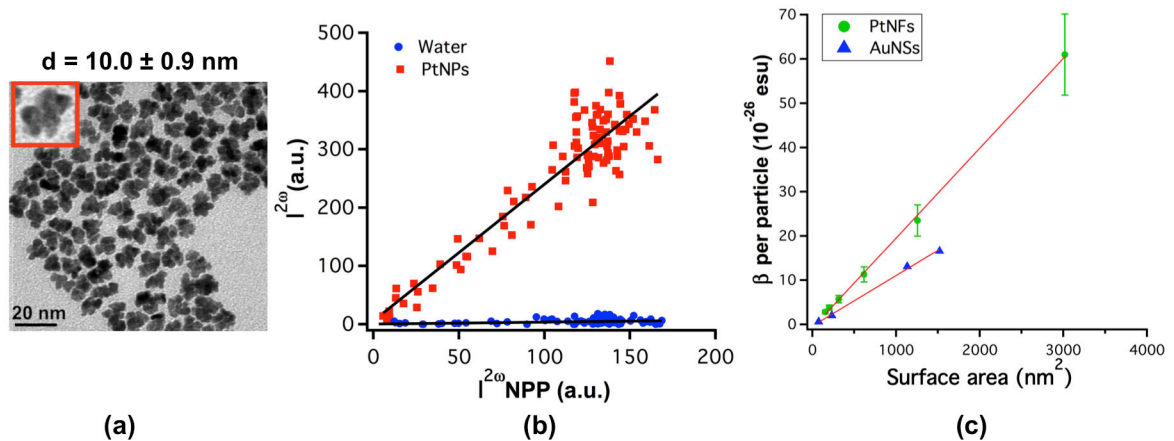 d = 10.0 ± 0.9 nm
20 nm
(a)
500
400
300
200
100
0
I²ω (a.u.)
Water
PtNPs
0
50
100
150
200
I²ωNPP (a.u.)
(b)
70
60
50
40
30
20
10
0
β per particle (10⁻²⁶ esu)
PtNFs
AuNSs
0
1000
2000
3000
4000
Surface area (nm²)
(c)